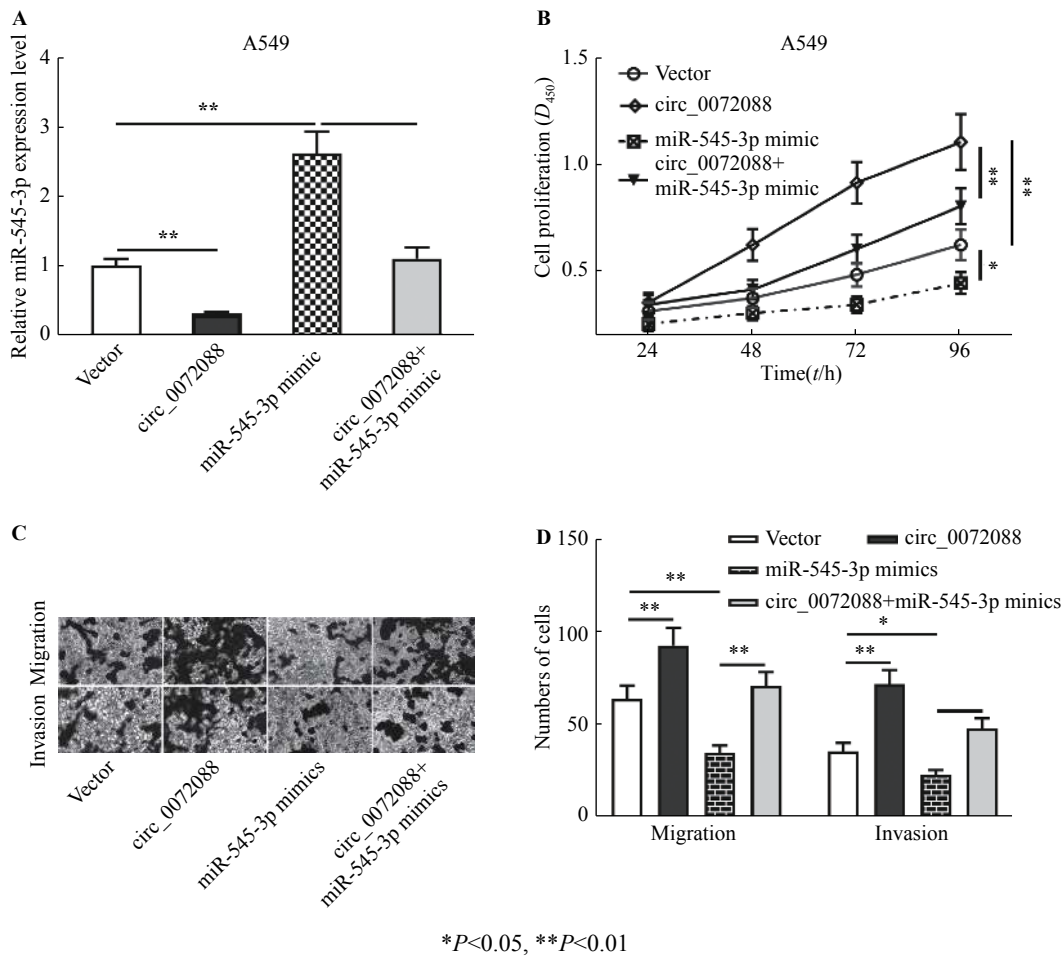 A
A549
Relative miR-545-3p expression level
4
3
2
1
0
**
**
Vector
circ_0072088
miR-545-3p mimic
circ_0072088+
miR-545-3p mimic
B
A549
Cell proliferation (D450)
1.5
1.0
0.5
Vector
circ_0072088
miR-545-3p mimic
circ_0072088+
miR-545-3p mimic
**
**
*
24 48 72 96
Time(t/h)
C
Migration
Invasion
Vector
circ_0072088
miR-545-3p mimics
circ_0072088+
miR-545-3p mimics
D
Numbers of cells
150
100
50
0
Vector
circ_0072088
miR-545-3p mimics
circ_0072088+miR-545-3p minics
**
**
**
*
**
Migration Invasion
*P<0.05, **P<0.01